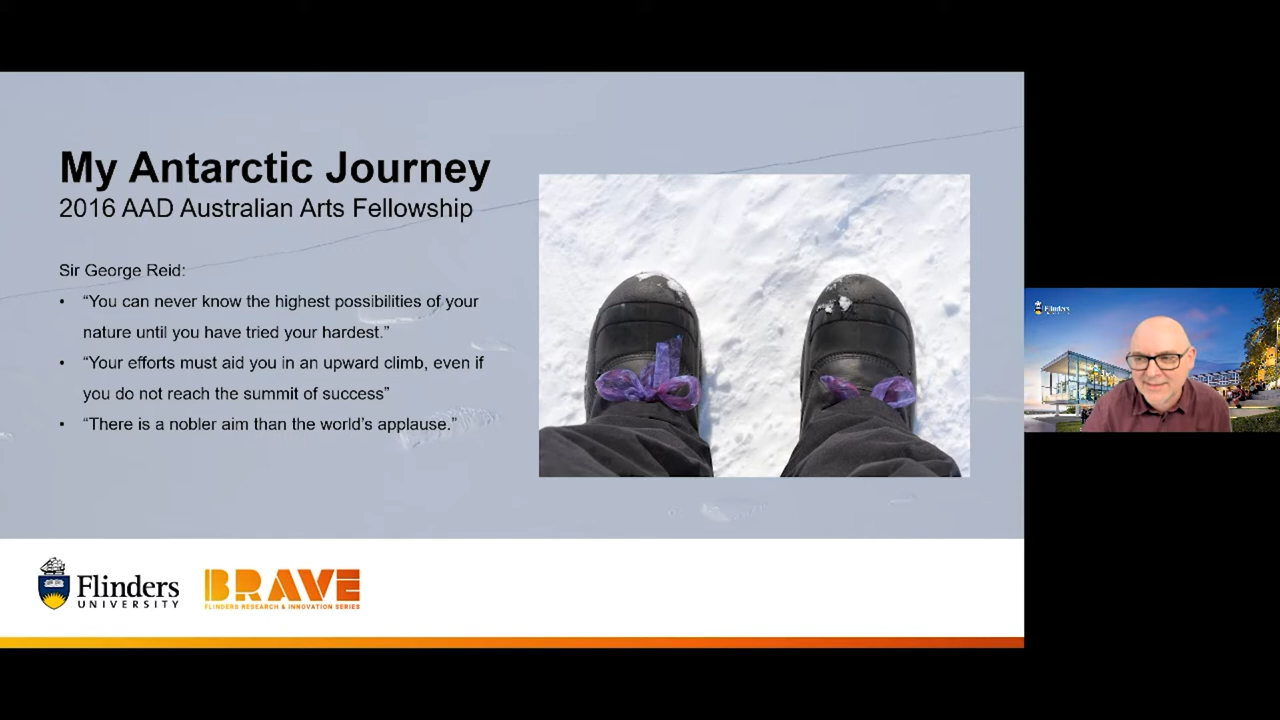 My Antarctic Journey
2016 AAD Australian Arts Fellowship
Sir George Reid:
• “You can never know the highest possibilities of your
nature until you have tried your hardest.”
• “Your efforts must aid you in an upward climb, even if
you do not reach the summit of success”
• “There is a nobler aim than the world’s applause.”
Flinders
UNIVERSITY
BRAVE
FLINDERS RESEARCH & INNOVATION SERIES
Flinders